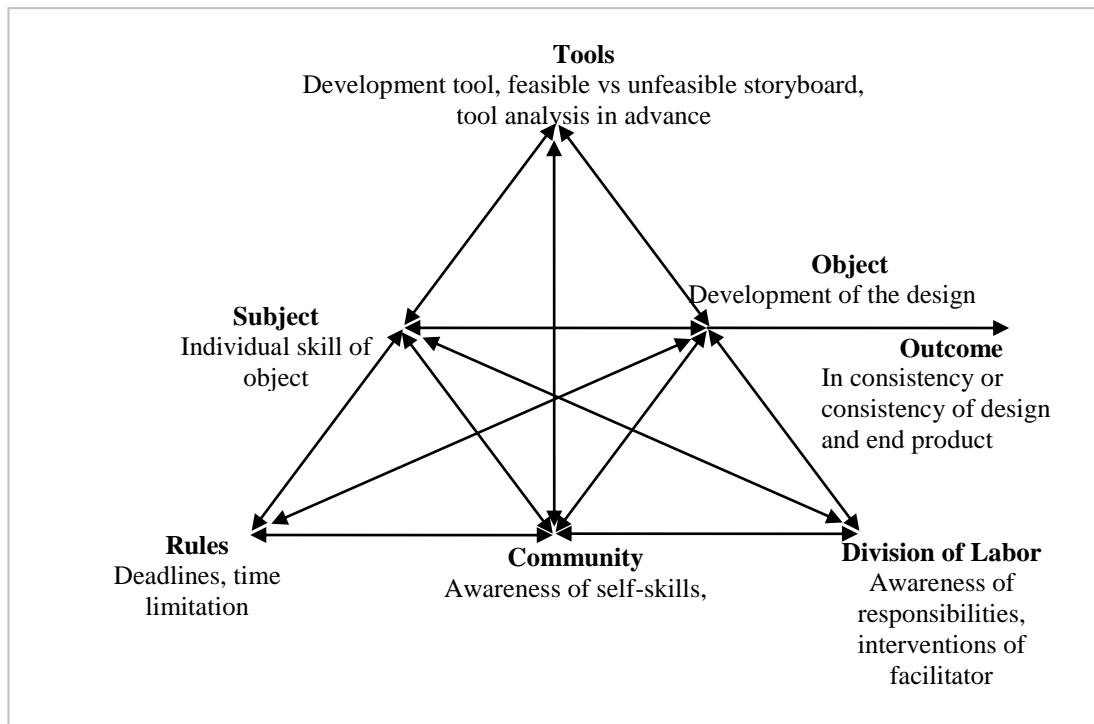 Tools
Development tool, feasible vs unfeasible storyboard,
tool analysis in advance
Object
Development of the design
Subject
Individual skill of
object
Outcome
In consistency or
consistency of design
and end product
Rules
Deadlines, time
limitation
Community
Awareness of self-skills,
Division of Labor
Awareness of
responsibilities,
interventions of
facilitator